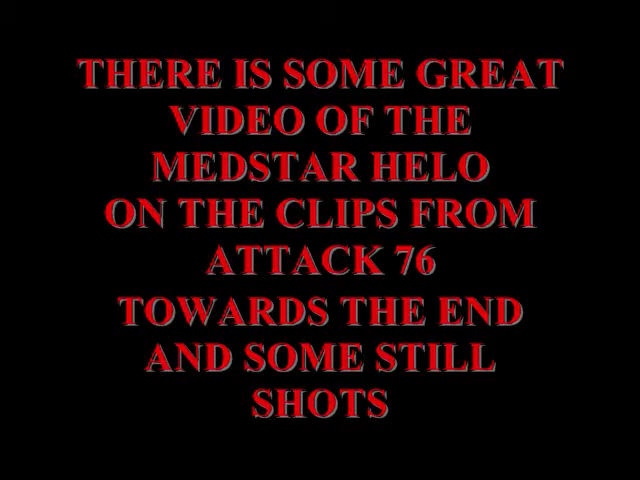 THERE IS SOME GREAT
VIDEO OF THE
MEDSTAR HELO
ON THE CLIPS FROM
ATTACK 76
TOWARDS THE END
AND SOME STILL
SHOTS